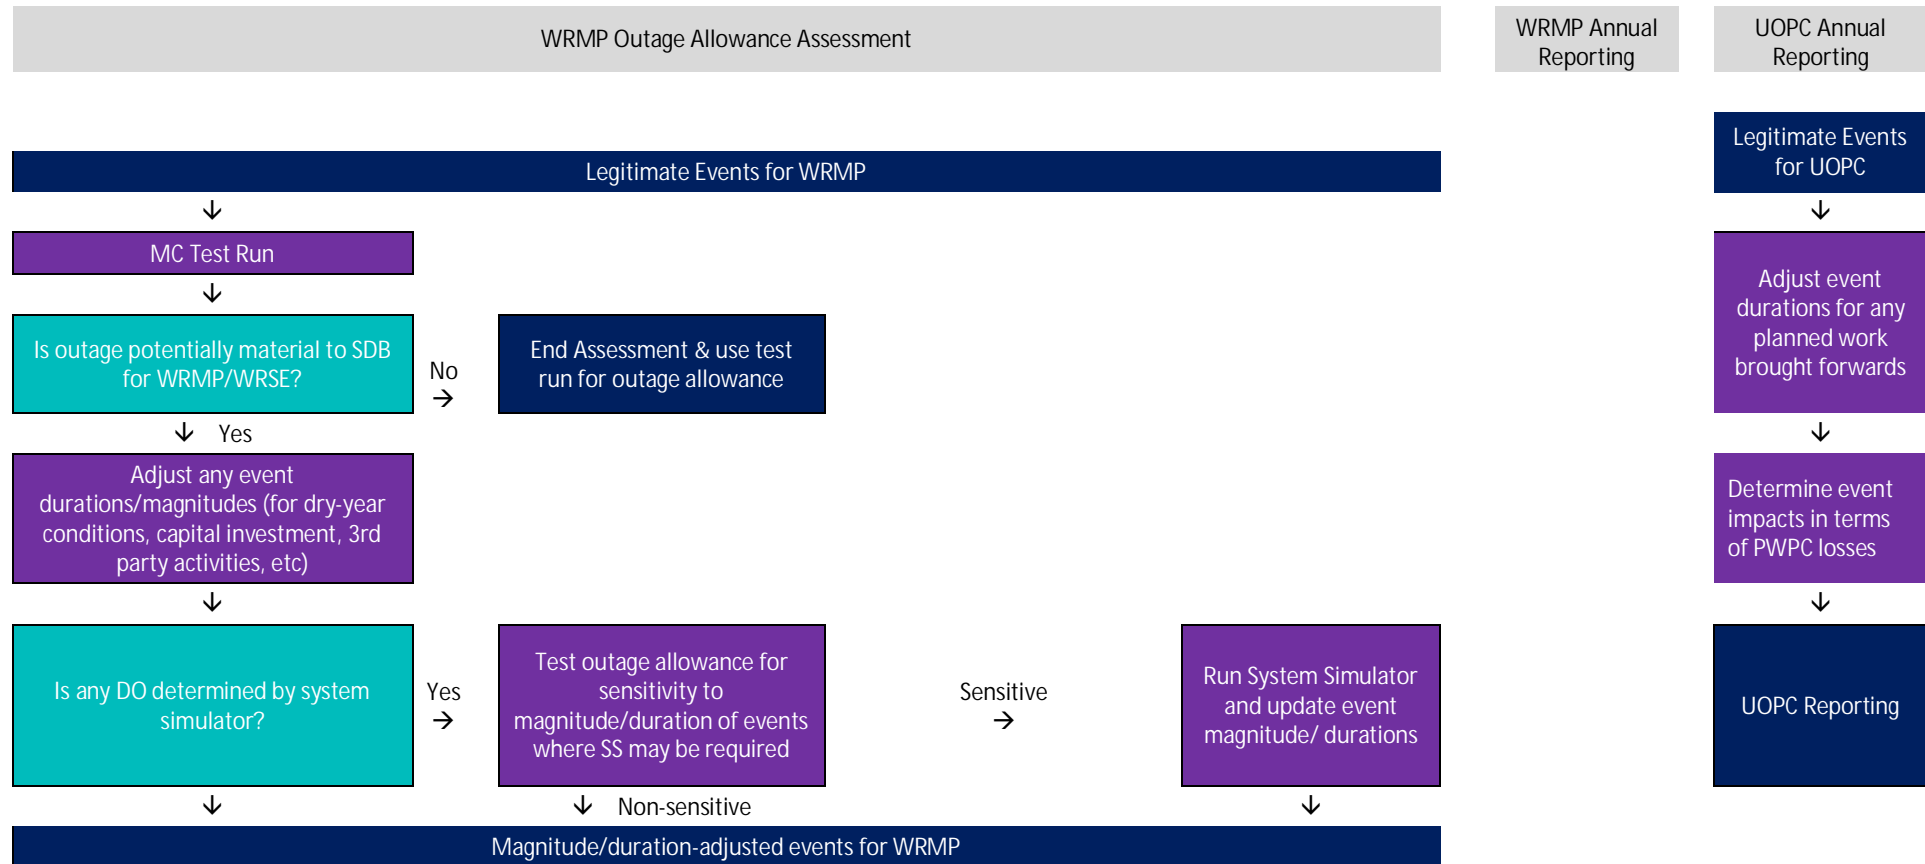 WRMP Outage Allowance Assessment
WRMP Annual
Reporting
UOPC Annual
Reporting
Legitimate Events
for UOPC
Legitimate Events for WRMP
MC Test Run
Adjust event
durations for any
planned work
brought forwards
Is outage potentially material to SDB
for WRMP/WRSE?
No
→
End Assessment & use test
run for outage allowance
↓ Yes
Adjust any event
durations/magnitudes (for dry-year
conditions, capital investment, 3rd
party activities, etc)
Determine event
impacts in terms
of PWPC losses
Is any DO determined by system
simulator?
Yes
→
Test outage allowance for
sensitivity to
magnitude/duration of events
where SS may be required
Sensitive
→
Run System Simulator
and update event
magnitude/ durations
UOPC Reporting
↓ Non-sensitive
Magnitude/duration-adjusted events for WRMP